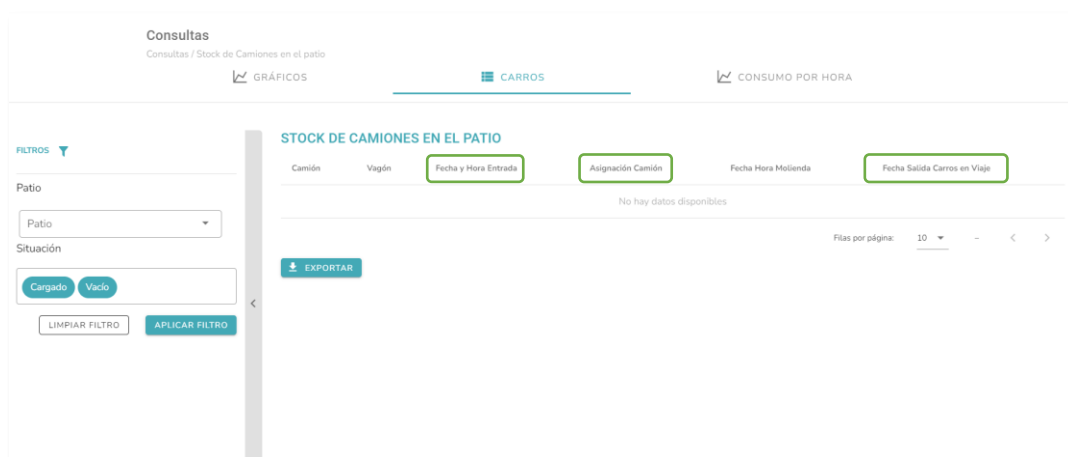 Consultas
Consultas / Stock de Camiones en el patio
GRÁFICOS
CARROS
CONSUMO POR HORA
FILTROS
Patio
Patio
Situación
Cargado Vacío
LIMPIAR FILTRO APLICAR FILTRO
STOCK DE CAMIONES EN EL PATIO
Camión Vagón Fecha y Hora Entrada Asignación Camión Fecha Hora Molienda Fecha Salida Carros en Viaje
No hay datos disponibles
Filas por página: 10 –
EXPORTAR